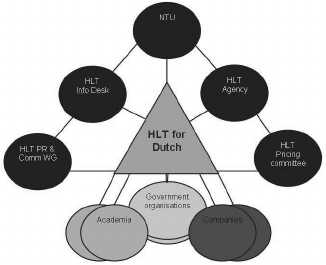 NTU
HLT
Info Desk
HLT
Agency
HLT for
Dutch
HLT PR &
Comm WG
HLT
Pricing
committee
Government
organisations
Academia
Companies